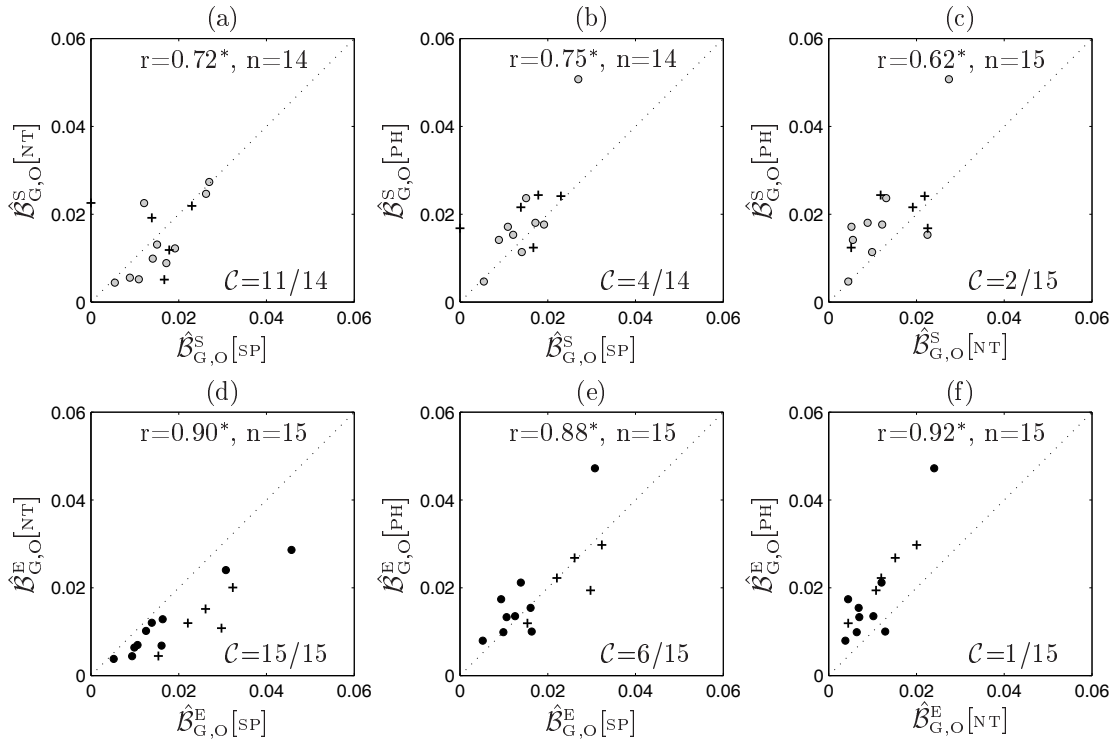 (a)
r=0.72*, n=14
C=11/14
0.06
0.04
0.02
0
0 0.02 0.04 0.06
B̂^S_G,O[NT]
B̂^S_G,O[SP]
(b)
r=0.75*, n=14
C=4/14
0.06
0.04
0.02
0
0 0.02 0.04 0.06
B̂^S_G,O[PH]
B̂^S_G,O[SP]
(c)
r=0.62*, n=15
C=2/15
0.06
0.04
0.02
0
0 0.02 0.04 0.06
B̂^S_G,O[PH]
B̂^S_G,O[NT]
(d)
r=0.90*, n=15
C=15/15
0.06
0.04
0.02
0
0 0.02 0.04 0.06
B̂^E_G,O[NT]
B̂^E_G,O[SP]
(e)
r=0.88*, n=15
C=6/15
0.06
0.04
0.02
0
0 0.02 0.04 0.06
B̂^E_G,O[PH]
B̂^E_G,O[SP]
(f)
r=0.92*, n=15
C=1/15
0.06
0.04
0.02
0
0 0.02 0.04 0.06
B̂^E_G,O[PH]
B̂^E_G,O[NT]